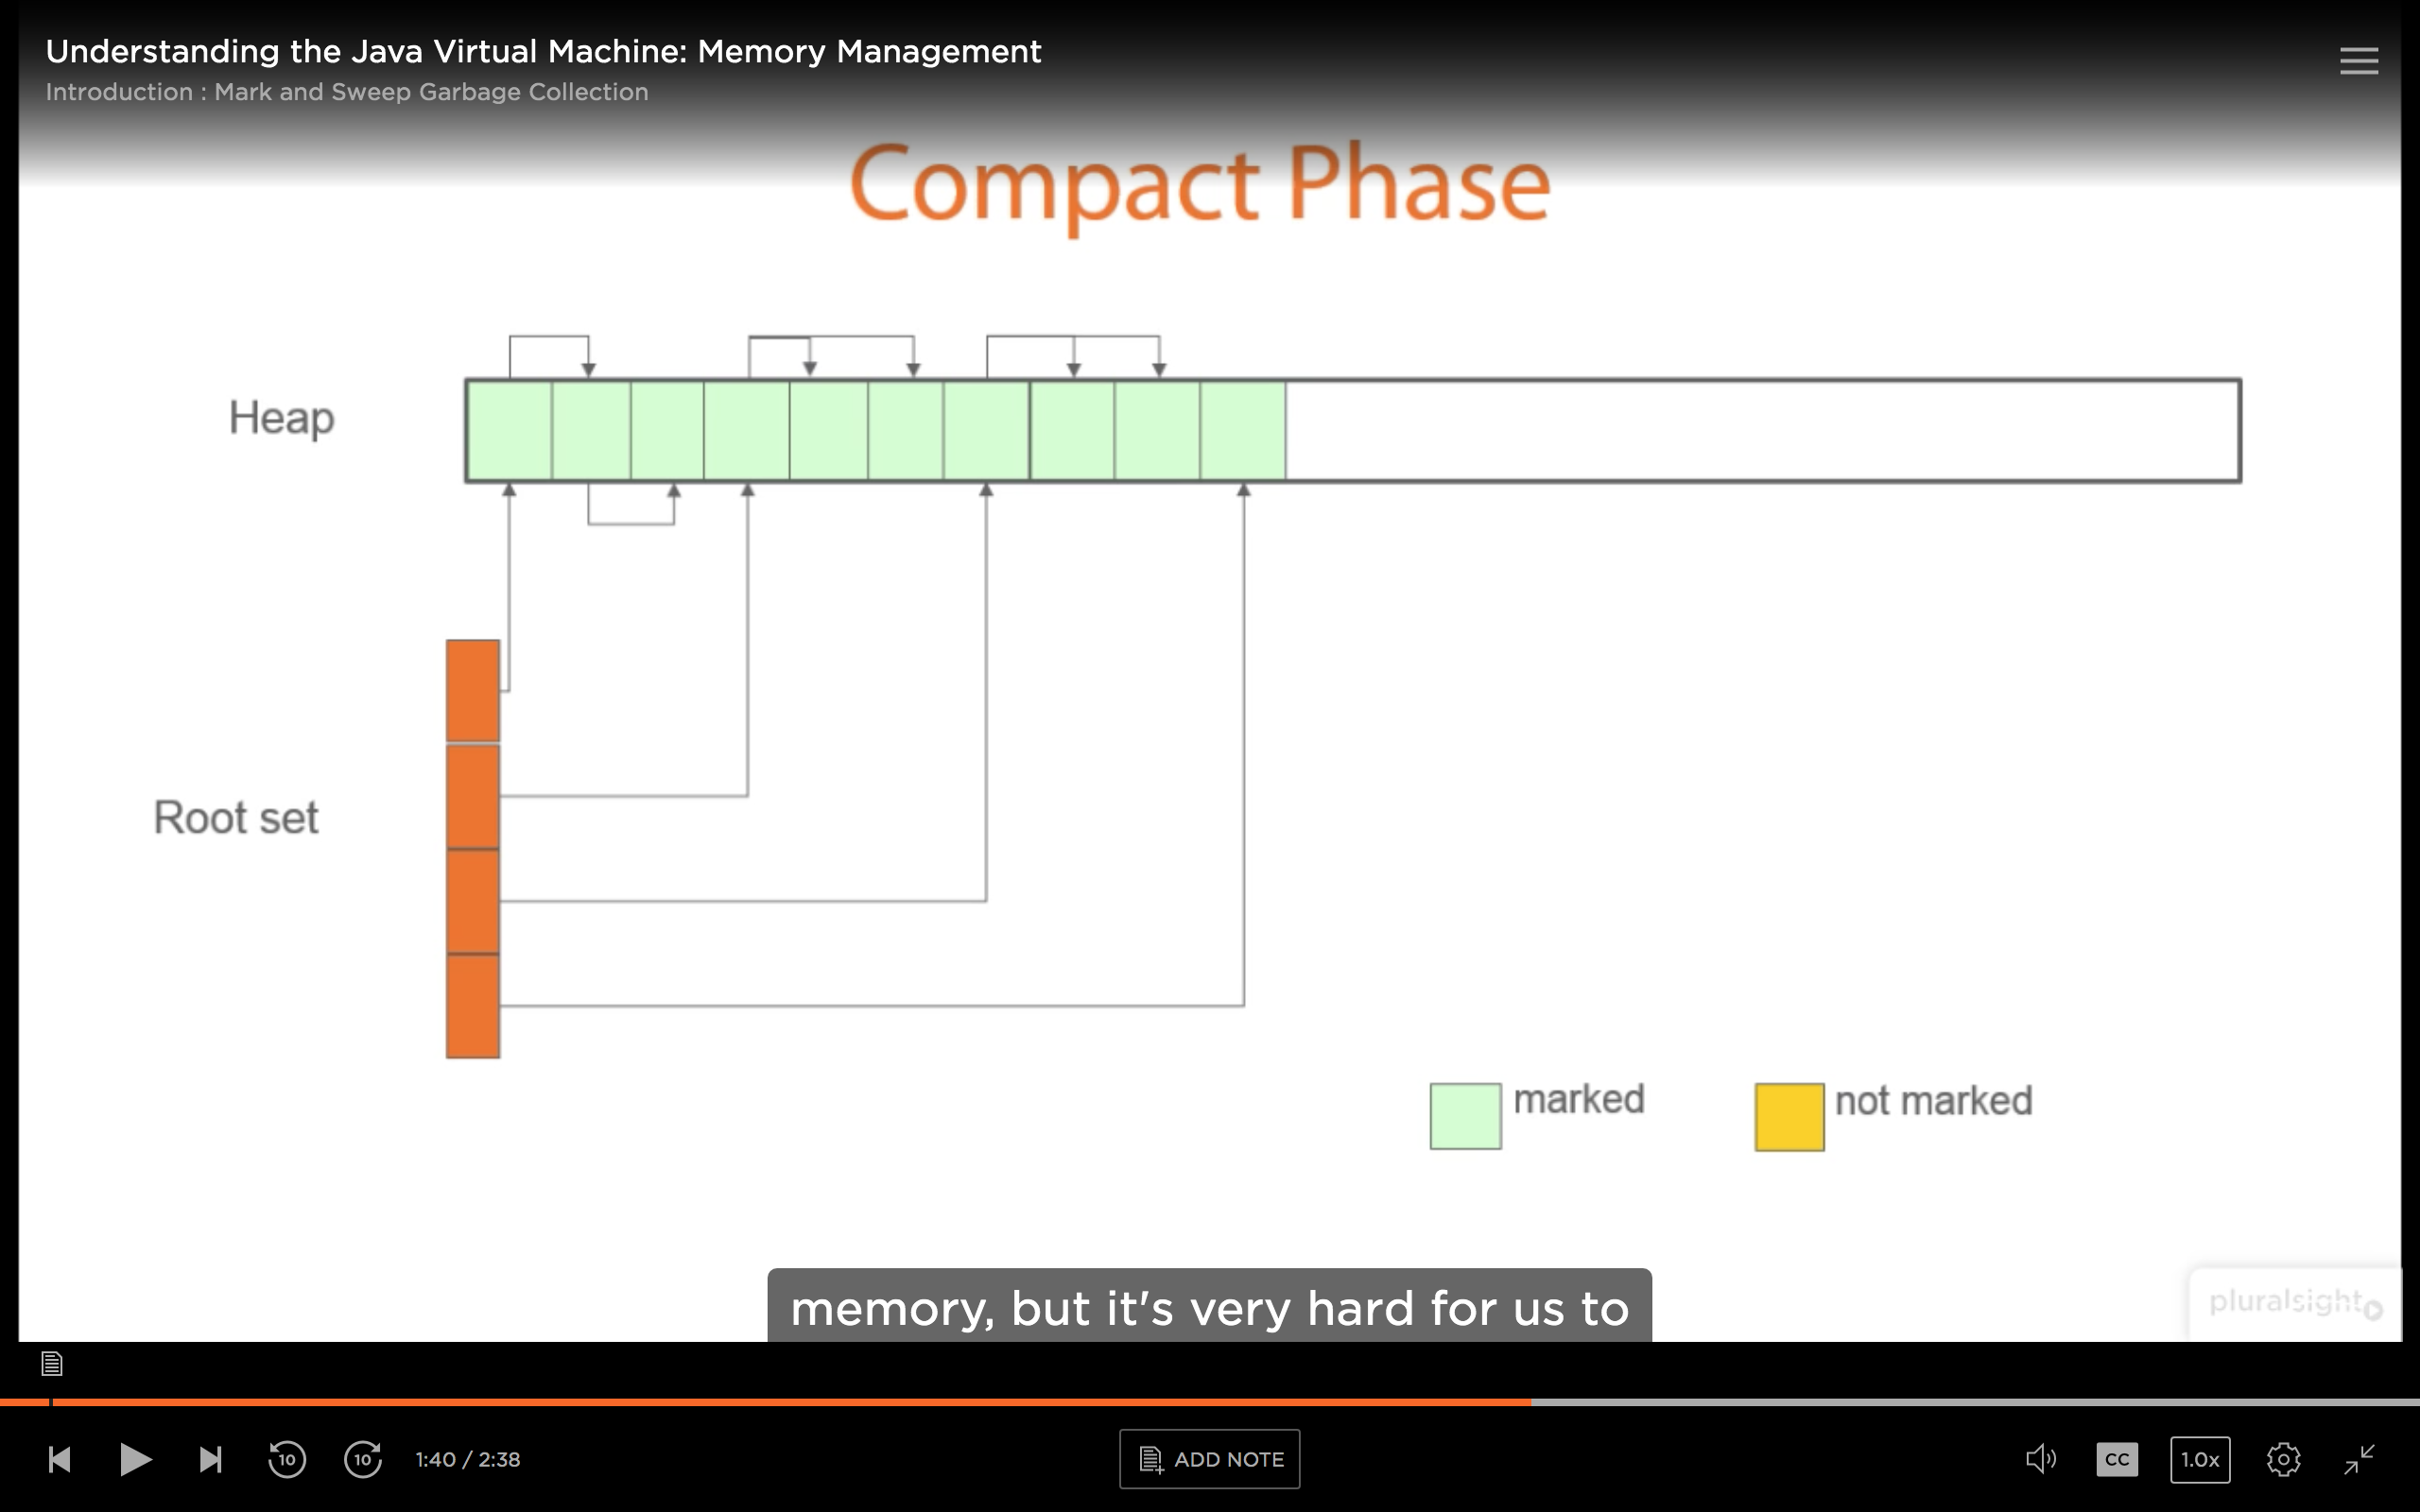 Understanding the Java Virtual Machine: Memory Management
Introduction : Mark and Sweep Garbage Collection
Compact Phase
Heap
Root set
marked
not marked
memory, but it's very hard for us to
pluralsight
10
10
1:40 / 2:38
ADD NOTE
CC
1.0x